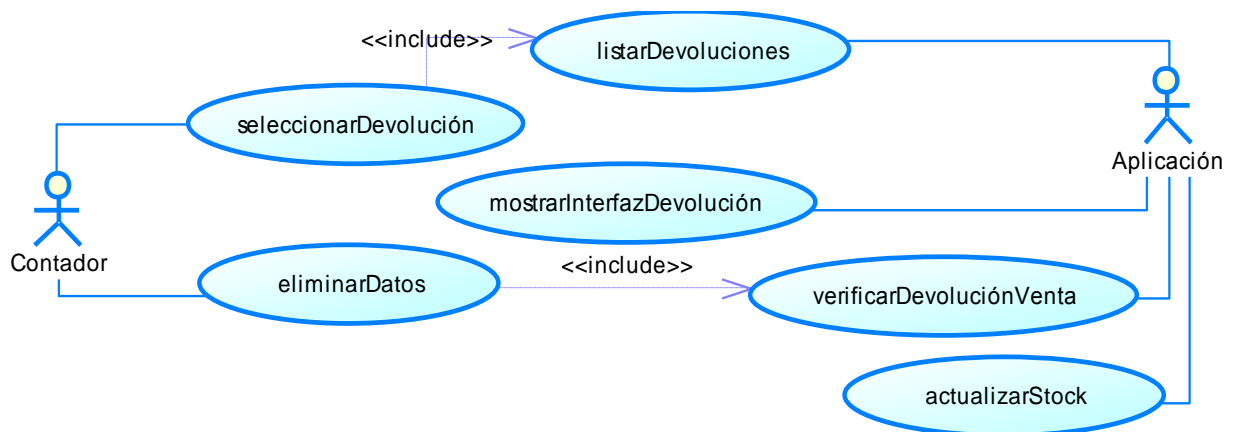 <<include>>
listarDevoluciones
seleccionarDevolución
Aplicación
mostrarInterfazDevolución
Contador
<<include>>
eliminarDatos
verificarDevoluciónVenta
actualizarStock